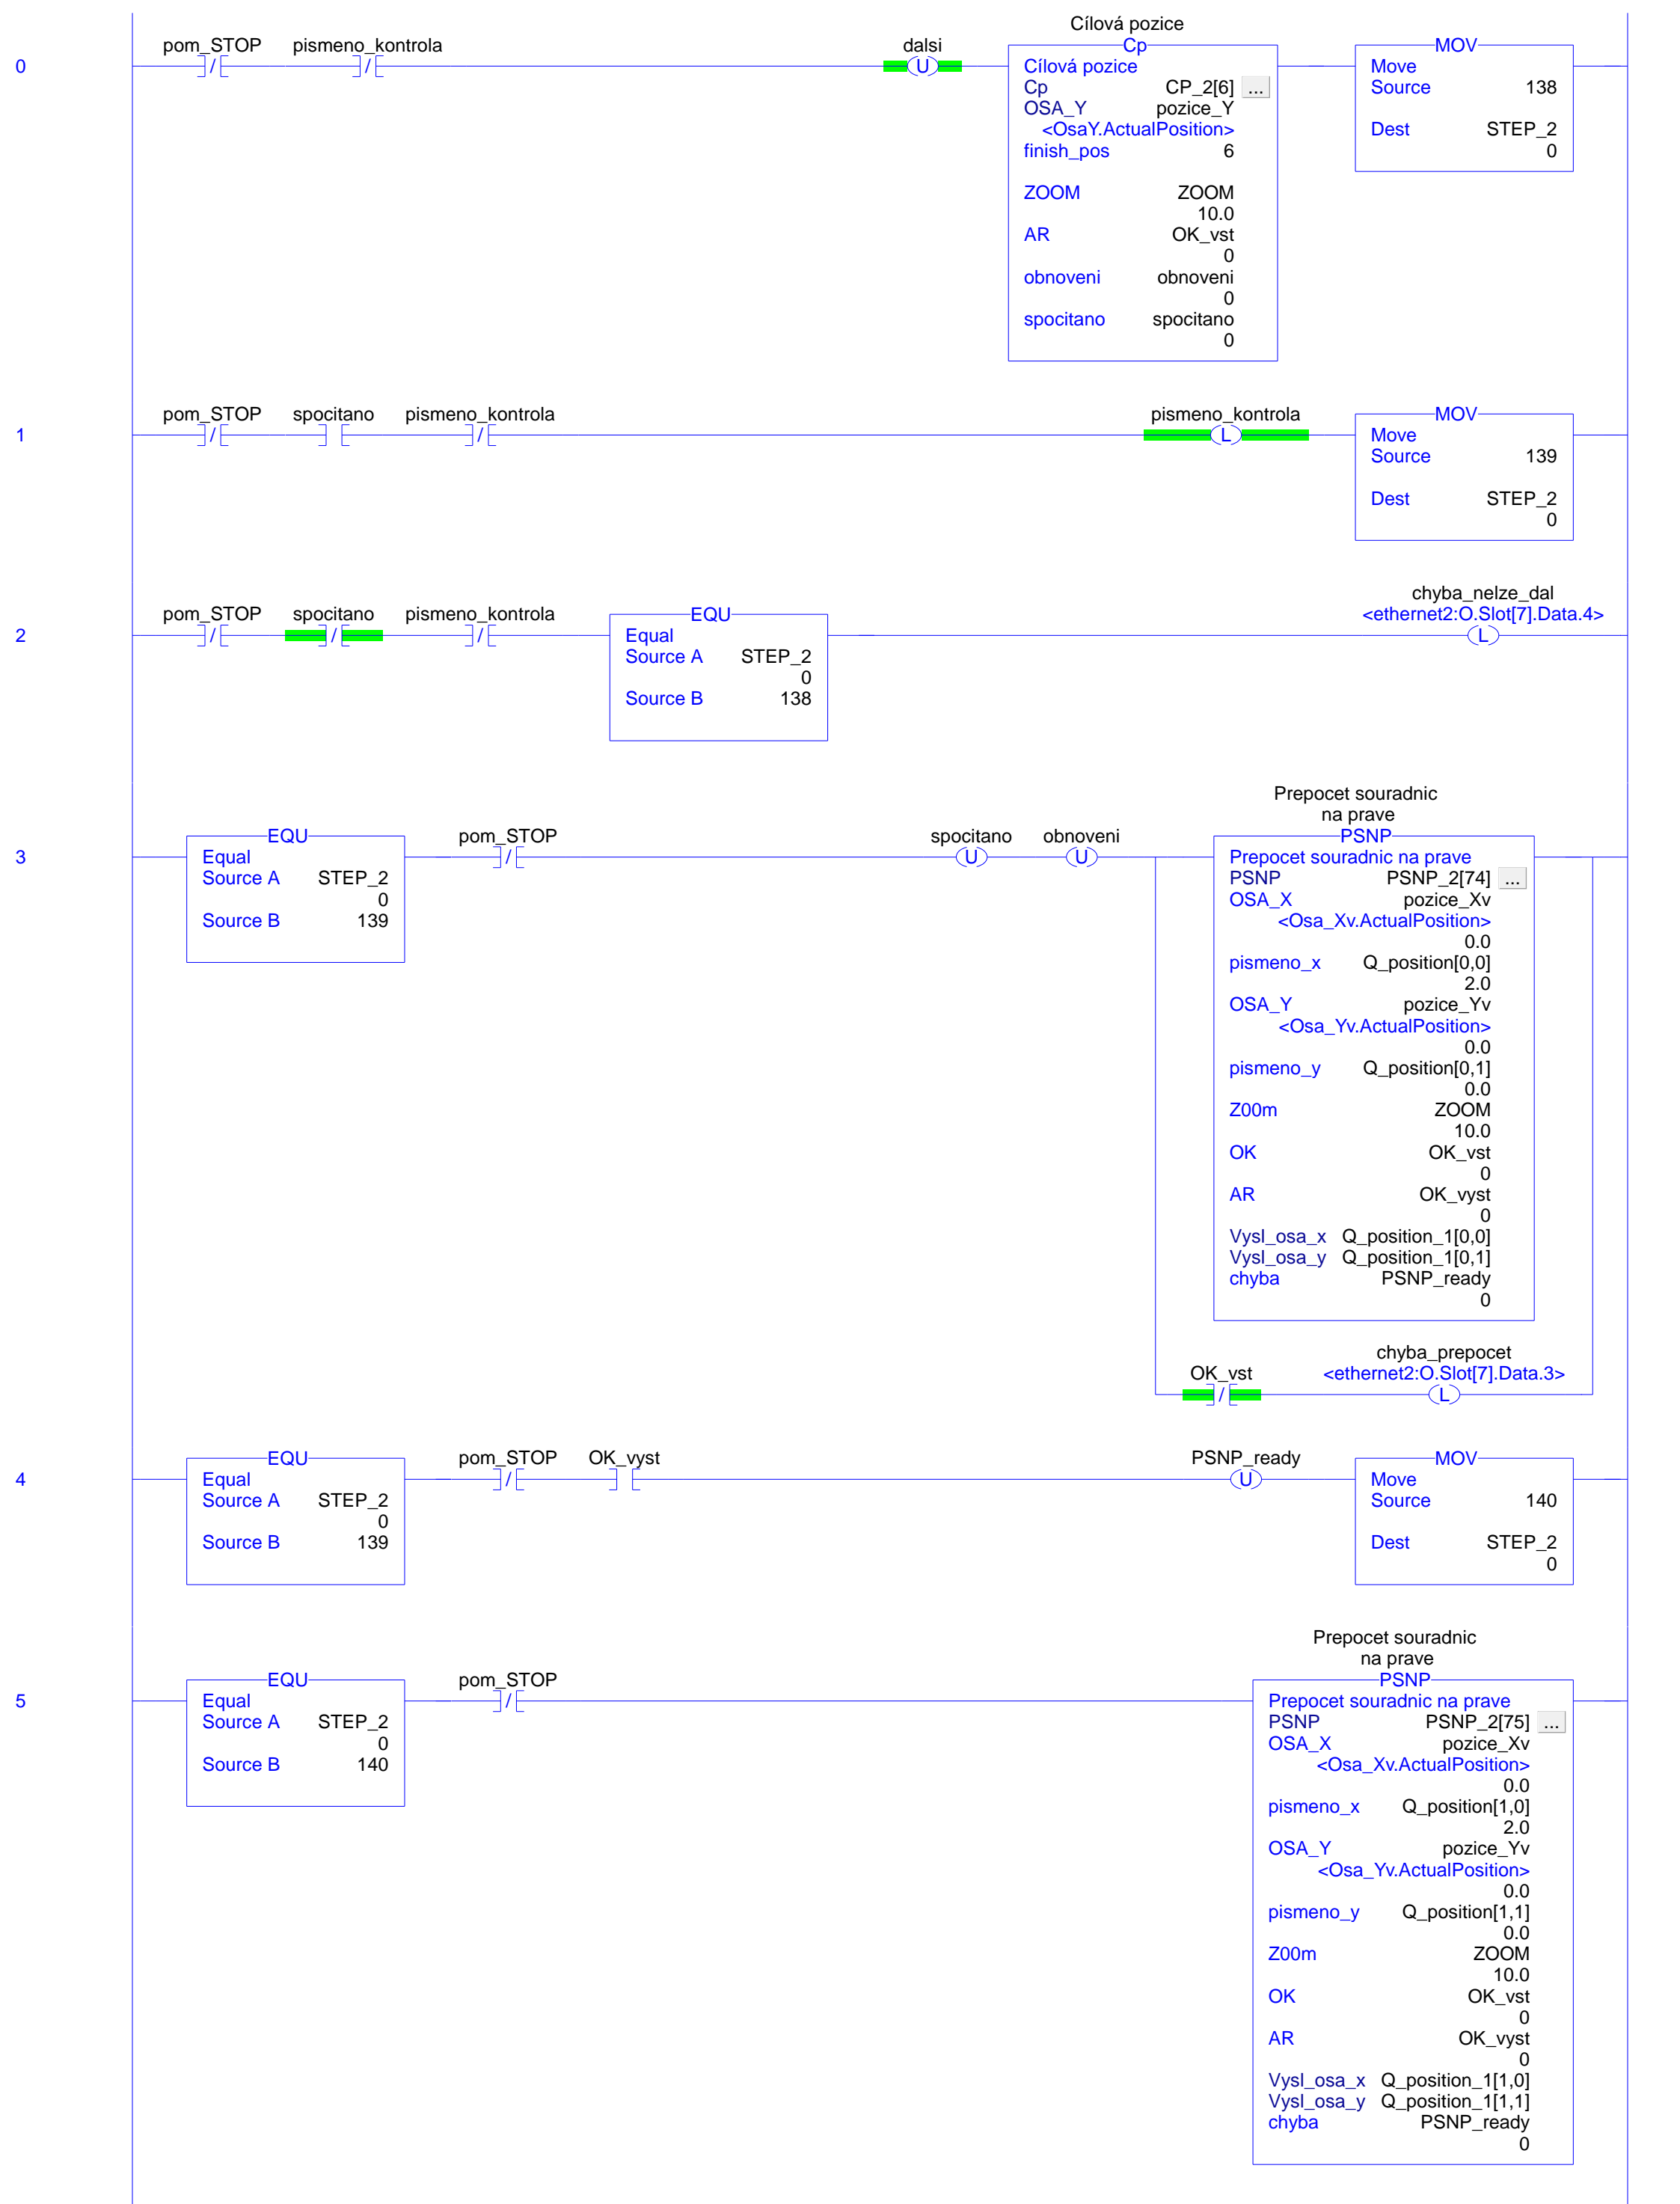 Cílová pozice
pom_STOP pismeno_kontrola dalsi Cp MOV
0 / / U Cílová pozice Move
Cp CP_2[6] ... Source 138
OSA_Y pozice_Y
<OsaY.ActualPosition> Dest STEP_2
finish_pos 6 0
ZOOM ZOOM
10.0
AR OK_vst
0
obnoveni obnoveni
0
spocitano spocitano
0
pom_STOP spocitano pismeno_kontrola pismeno_kontrola MOV
1 / / L Move
Source 139
Dest STEP_2
0
chyba_nelze_dal
pom_STOP spocitano pismeno_kontrola EQU <ethernet2:O.Slot[7].Data.4>
2 / / / Equal L
Source A STEP_2
0
Source B 138
Prepocet souradnic
na prave
EQU pom_STOP spocitano obnoveni PSNP
3 Equal / U U Prepocet souradnic na prave
Source A STEP_2 PSNP PSNP_2[74] ...
0 OSA_X pozice_Xv
Source B 139 <Osa_Xv.ActualPosition>
0.0
pismeno_x Q_position[0,0]
2.0
OSA_Y pozice_Yv
<Osa_Yv.ActualPosition>
0.0
pismeno_y Q_position[0,1]
0.0
Z00m ZOOM
10.0
OK OK_vst
0
AR OK_vyst
0
Vysl_osa_x Q_position_1[0,0]
Vysl_osa_y Q_position_1[0,1]
chyba PSNP_ready
0
chyba_prepocet
OK_vst <ethernet2:O.Slot[7].Data.3>
/ L
EQU pom_STOP OK_vyst PSNP_ready MOV
4 Equal / U Move
Source A STEP_2 Source 140
0
Source B 139 Dest STEP_2
0
Prepocet souradnic
na prave
EQU pom_STOP PSNP
5 Equal / Prepocet souradnic na prave
Source A STEP_2 PSNP PSNP_2[75] ...
0 OSA_X pozice_Xv
Source B 140 <Osa_Xv.ActualPosition>
0.0
pismeno_x Q_position[1,0]
2.0
OSA_Y pozice_Yv
<Osa_Yv.ActualPosition>
0.0
pismeno_y Q_position[1,1]
0.0
Z00m ZOOM
10.0
OK OK_vst
0
AR OK_vyst
0
Vysl_osa_x Q_position_1[1,0]
Vysl_osa_y Q_position_1[1,1]
chyba PSNP_ready
0